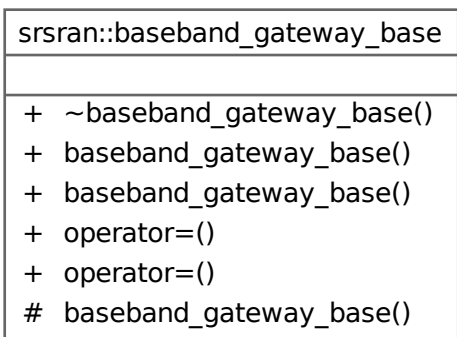 srsran::baseband_gateway_base
+ ~baseband_gateway_base()
+ baseband_gateway_base()
+ baseband_gateway_base()
+ operator=()
+ operator=()
# baseband_gateway_base()